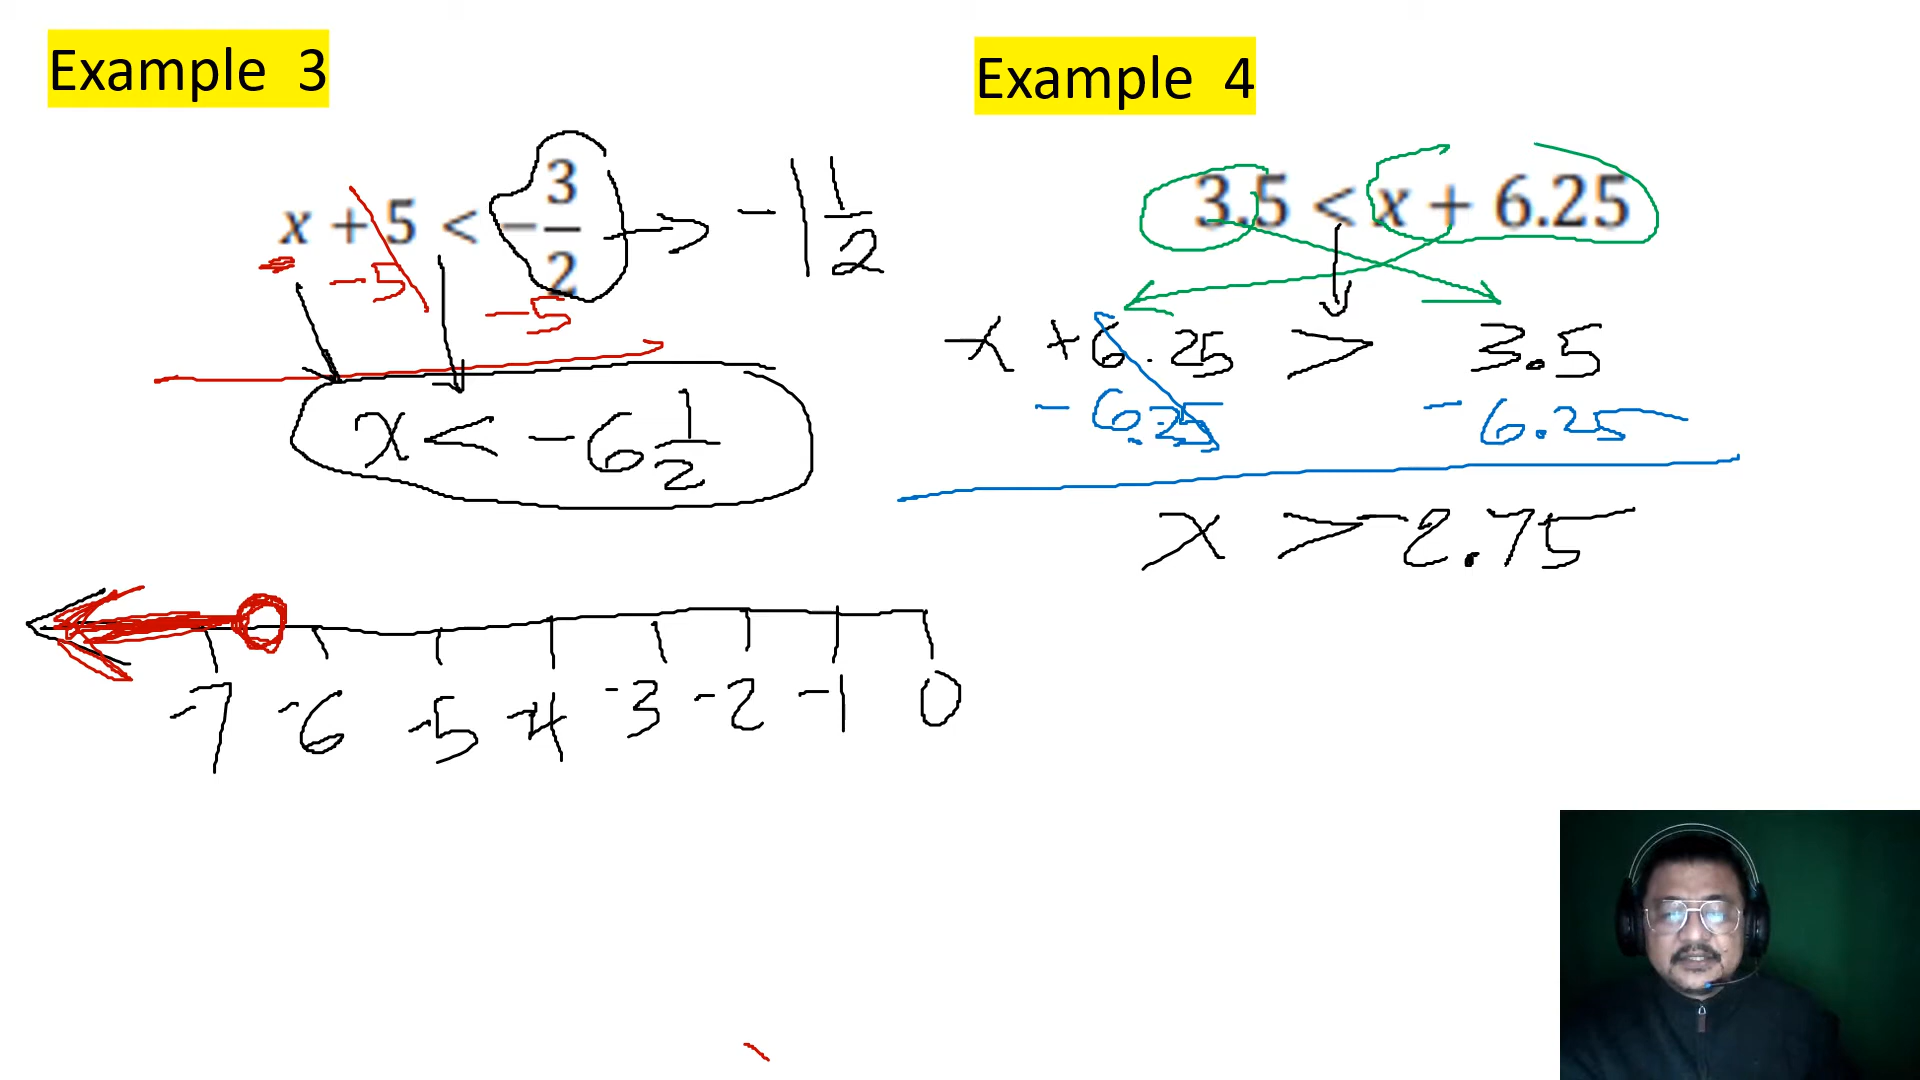 Example 3
x + 5 < -3/2 → -1 1/2
-5 -5
x < -6 1/2
-7 -6 -5 -4 -3 -2 -1 0
Example 4
3.5 < x + 6.25
x + 6.25 > 3.5
- 6.25 - 6.25
x > -2.75